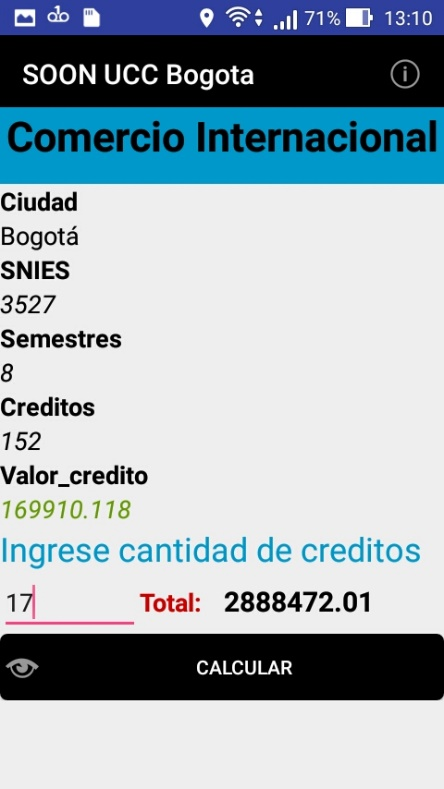 71% 13:10
SOON UCC Bogota
Comercio Internacional
Ciudad
Bogotá
SNIES
3527
Semestres
8
Creditos
152
Valor_credito
169910.118
Ingrese cantidad de creditos
17 Total: 2888472.01
CALCULAR